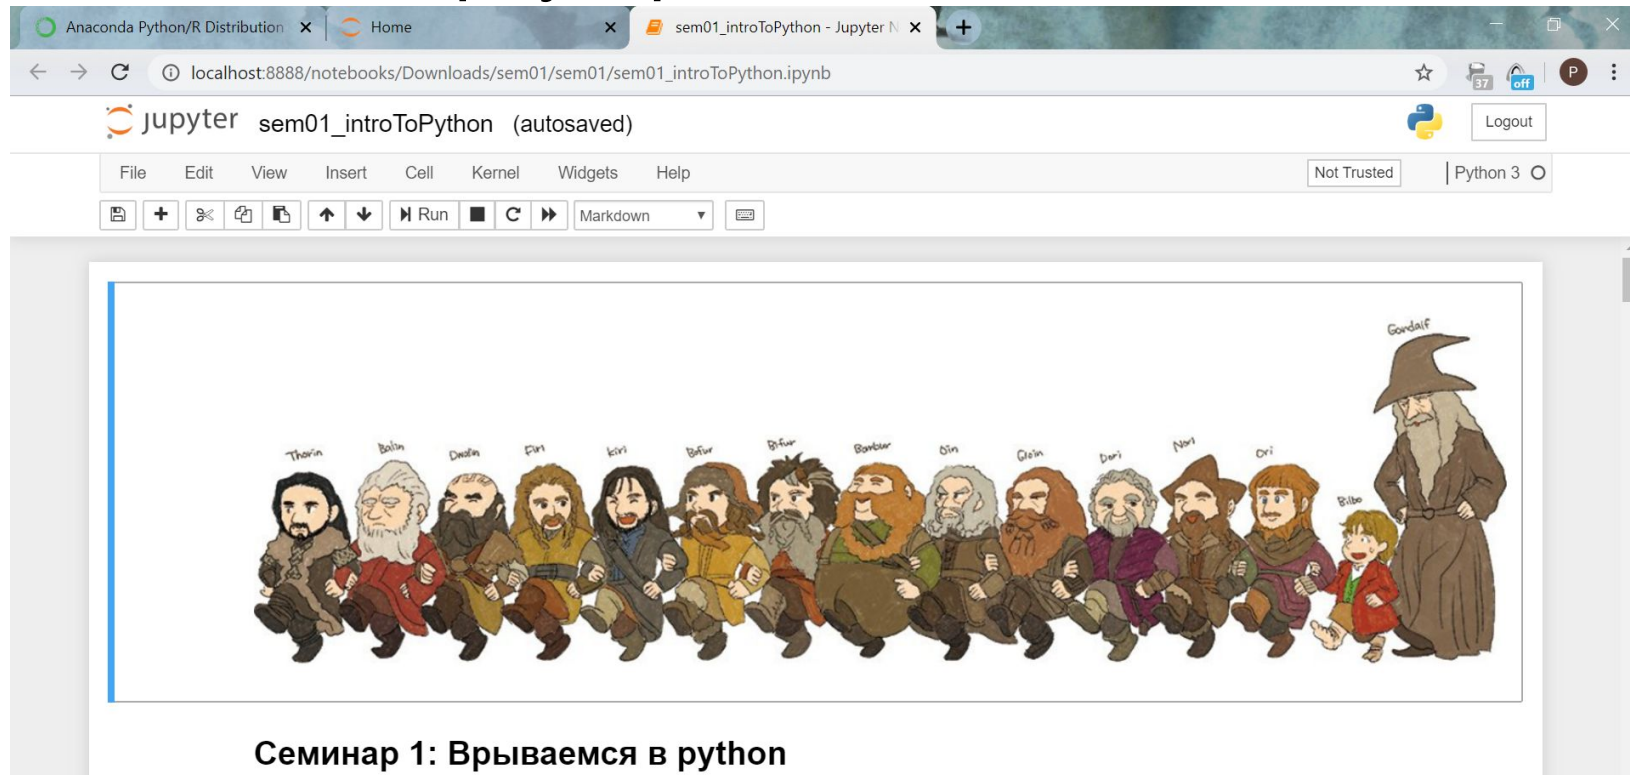 Anaconda Python/R Distribution
Home
sem01_introToPython - Jupyter N
localhost:8888/notebooks/Downloads/sem01/sem01/sem01_introToPython.ipynb
37
off
P
jupyter sem01_introToPython (autosaved)
Logout
File Edit View Insert Cell Kernel Widgets Help
Not Trusted
Python 3
Run
Markdown
Gandalf
Thorin
Balin
Dwalin
Fili
Kili
Bofur
Bifur
Bombur
Oin
Gloin
Dori
Nori
Ori
Bilbo
Семинар 1: Врываемся в python